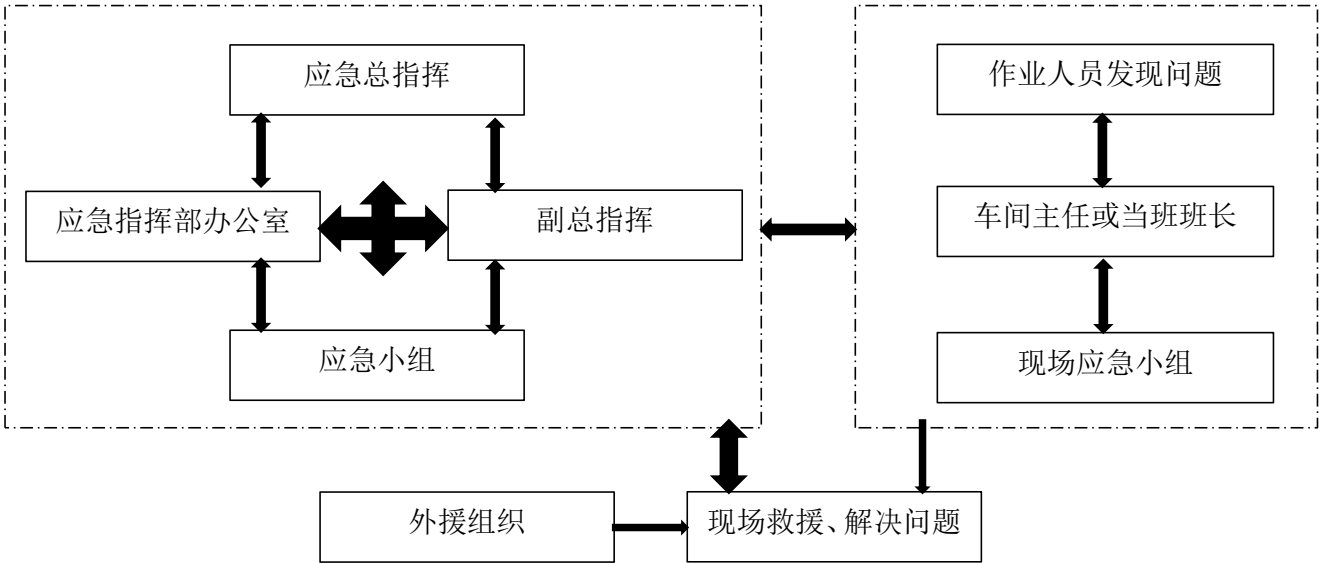 应急总指挥
作业人员发现问题
应急指挥部办公室
副总指挥
车间主任或当班班长
应急小组
现场应急小组
外援组织
现场救援、解决问题